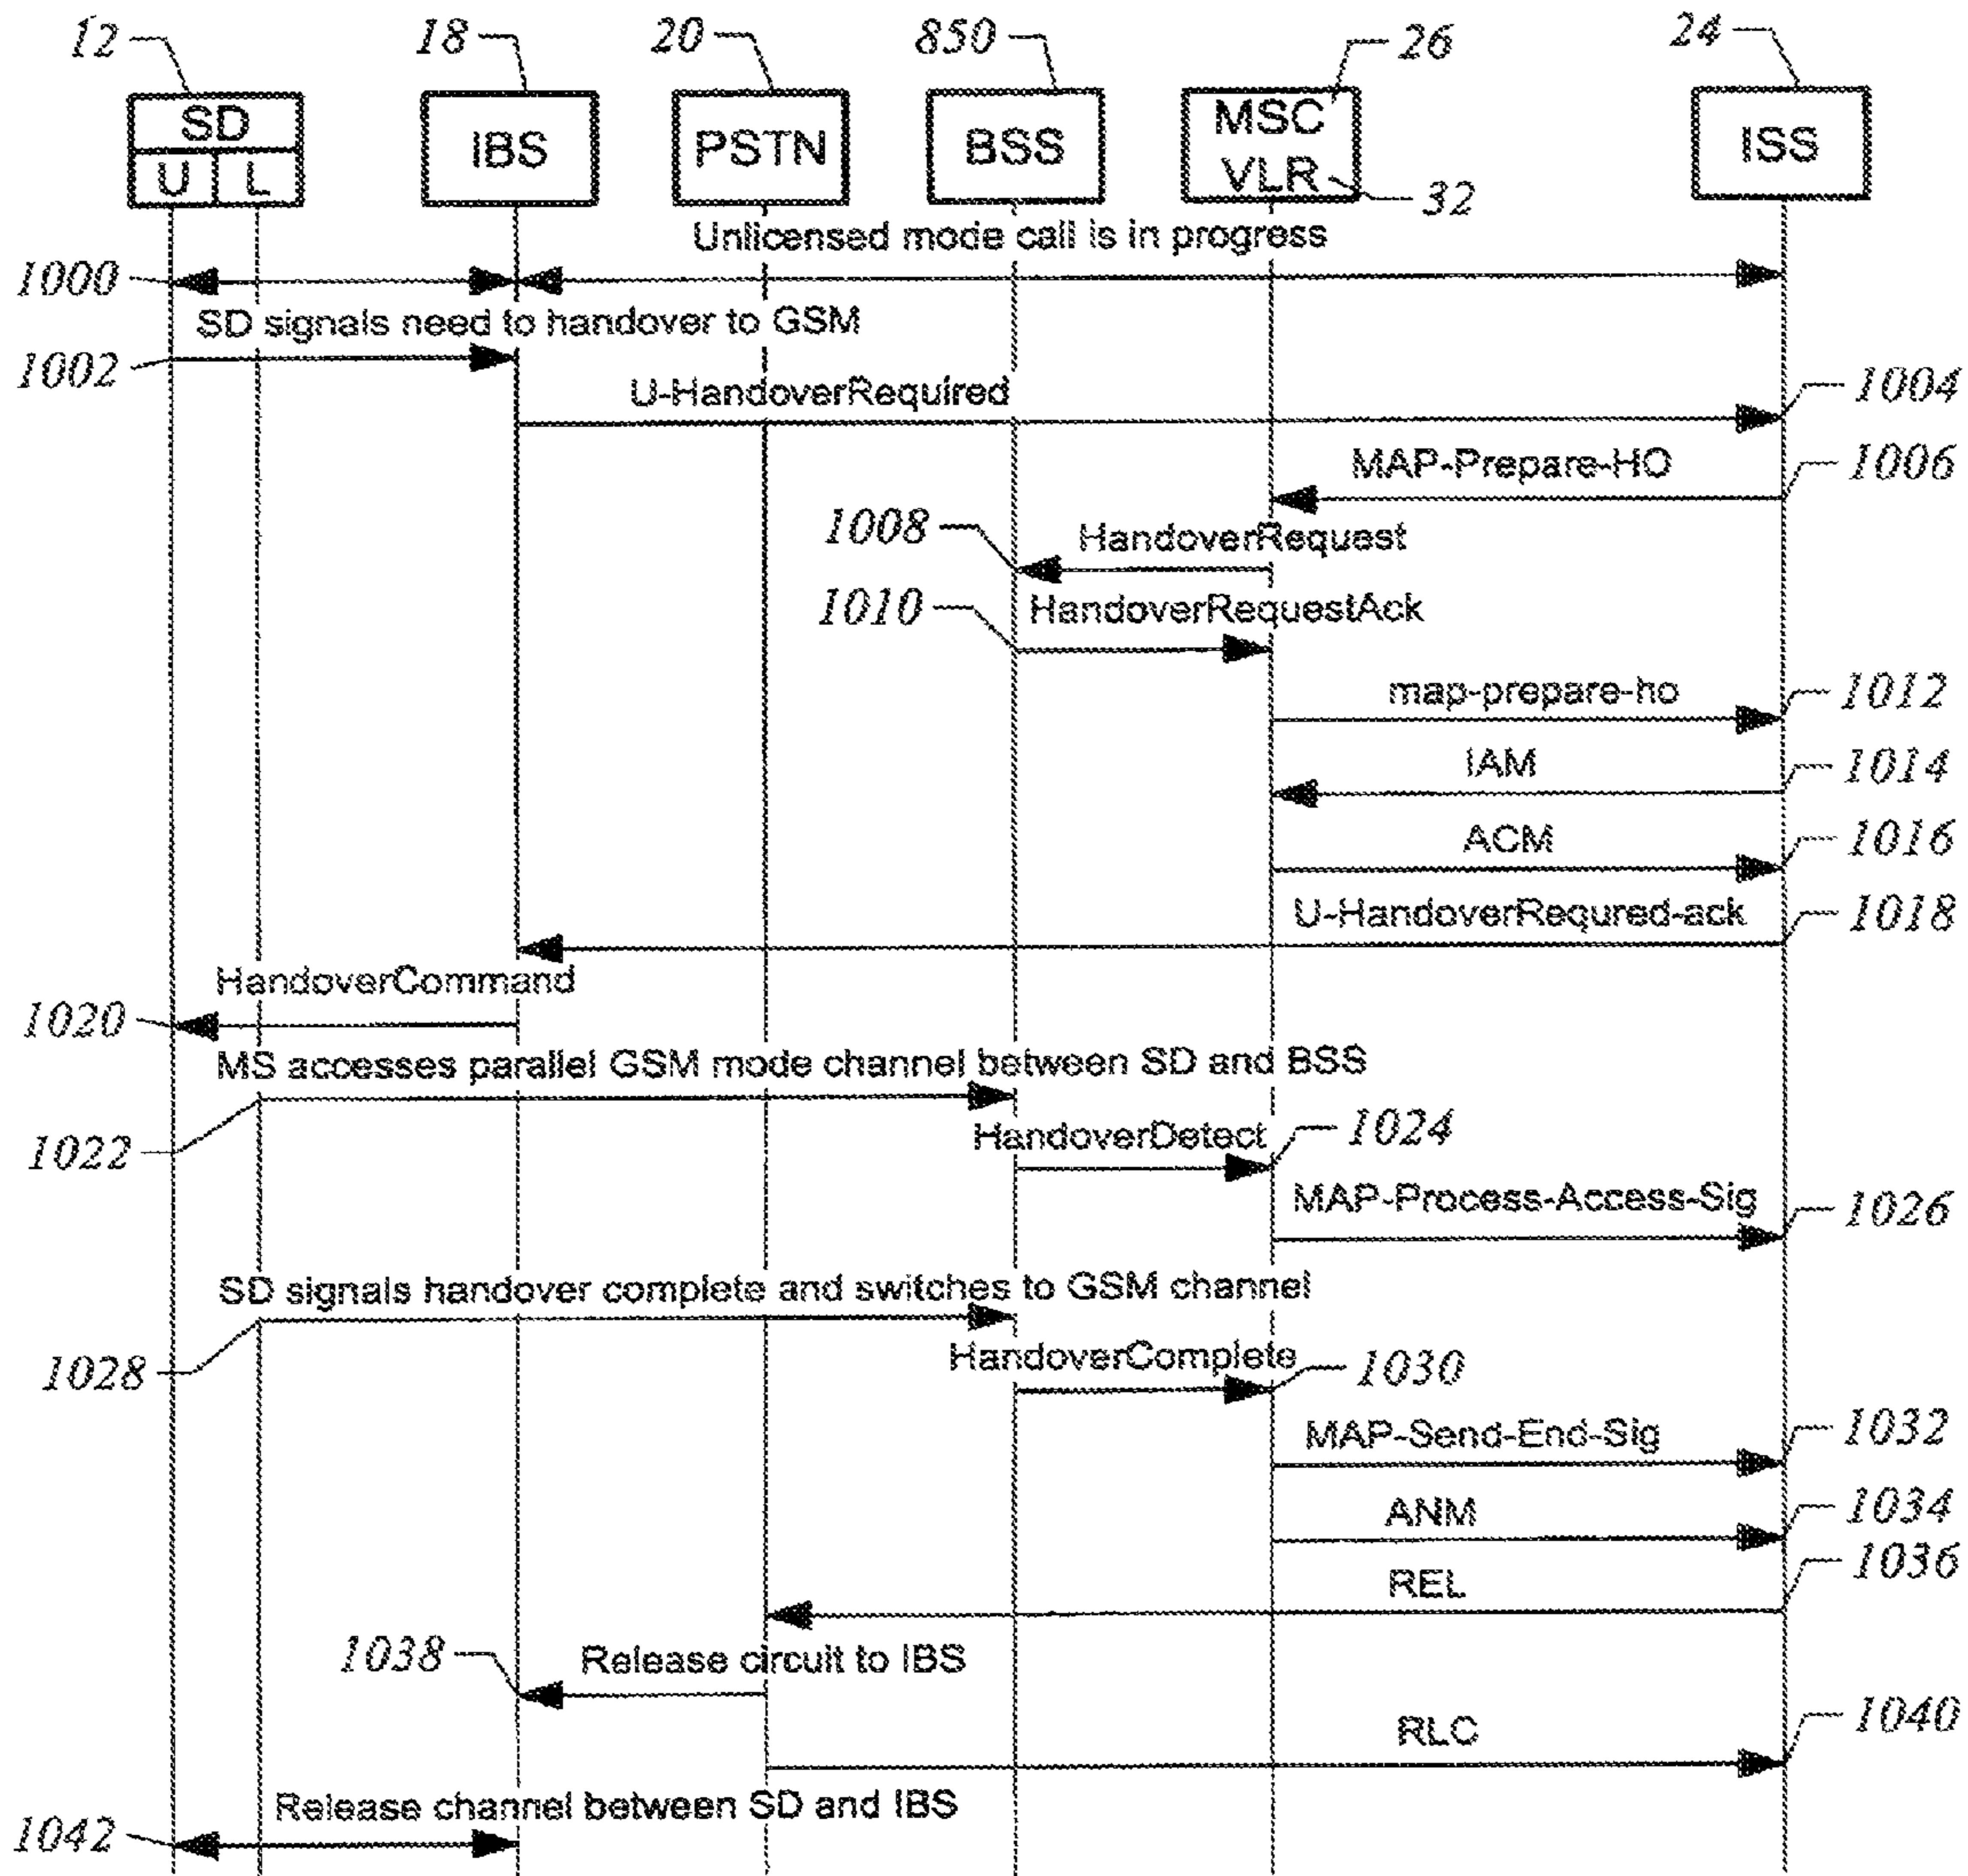 12 18 20 850 26 24
SD
U L
IBS
PSTN
BSS
MSC
VLR
32
ISS
Unlicensed mode call is in progress
1000
SD signals need to handover to GSM
1002
U-HandoverRequired
1004
MAP-Prepare-HO
1006
1008
HandoverRequest
1010
HandoverRequestAck
map-prepare-ho
1012
IAM
1014
ACM
1016
U-HandoverRequred-ack
1018
HandoverCommand
1020
MS accesses parallel GSM mode channel between SD and BSS
1022
HandoverDetect
1024
MAP-Process-Access-Sig
1026
SD signals handover complete and switches to GSM channel
1028
HandoverComplete
1030
MAP-Send-End-Sig
1032
ANM
1034
REL
1036
1038
Release circuit to IBS
RLC
1040
Release channel between SD and IBS
1042